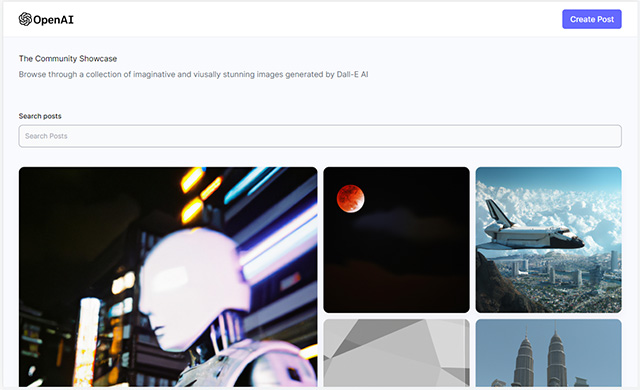 OpenAI
Create Post
The Community Showcase
Browse through a collection of imaginative and viusally stunning images generated by Dall-E AI
Search posts
Search Posts